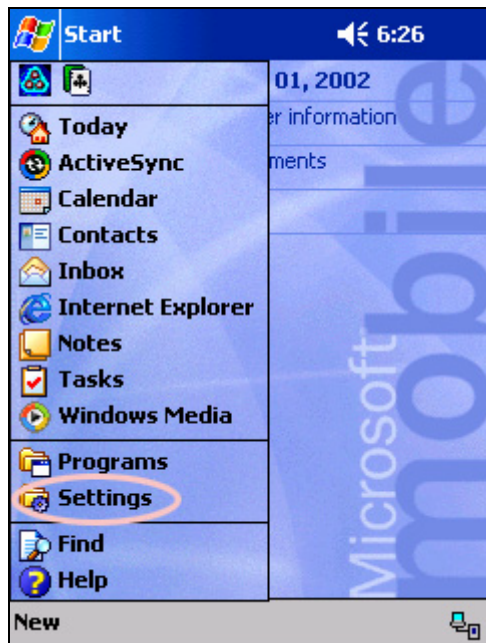 Start 6:26
01, 2002
Today
er information
ActiveSync
ments
Calendar
Contacts
Inbox
Internet Explorer
Notes
Tasks
Windows Media
Programs
Settings
Find
Help
New
Microsoft
mobile